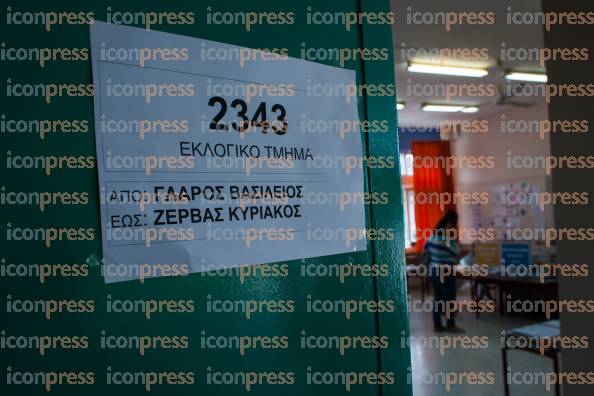 2343
ΕΚΛΟΓΙΚΟ ΤΜΗΜΑ
ΑΠΟ: ΓΛΑΡΟΣ ΒΑΣΙΛΕΙΟΣ
ΕΩΣ: ΖΕΡΒΑΣ ΚΥΡΙΑΚΟΣ
iconpress